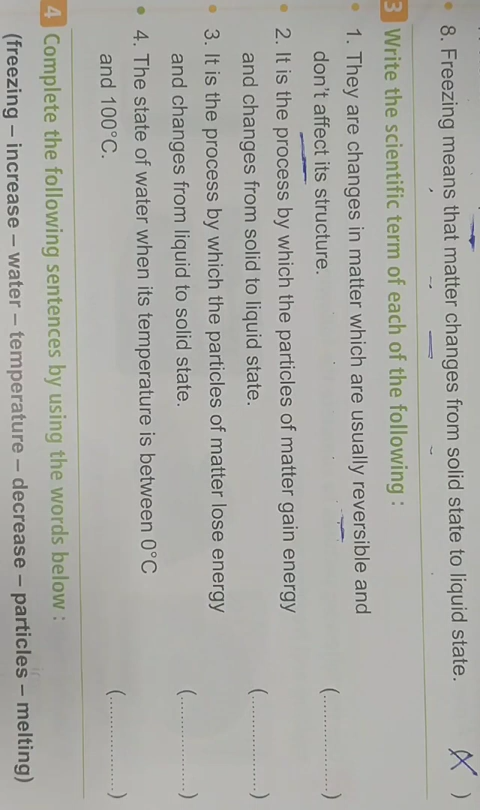 8. Freezing means that matter changes from solid state to liquid state. (X)
3 Write the scientific term of each of the following :
1. They are changes in matter which are usually reversible and
don't affect its structure. (..............)
2. It is the process by which the particles of matter gain energy
and changes from solid to liquid state. (..............)
3. It is the process by which the particles of matter lose energy
and changes from liquid to solid state. (..............)
4. The state of water when its temperature is between 0°C
and 100°C. (..............)
4 Complete the following sentences by using the words below :
(freezing – increase – water – temperature – decrease – particles – melting)